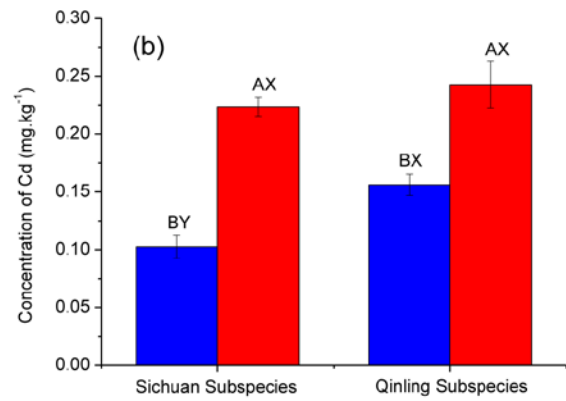 (b)
Concentration of Cd (mg.kg⁻¹)
0.30
0.25
0.20
0.15
0.10
0.05
0.00
BY
AX
BX
AX
Sichuan Subspecies
Qinling Subspecies